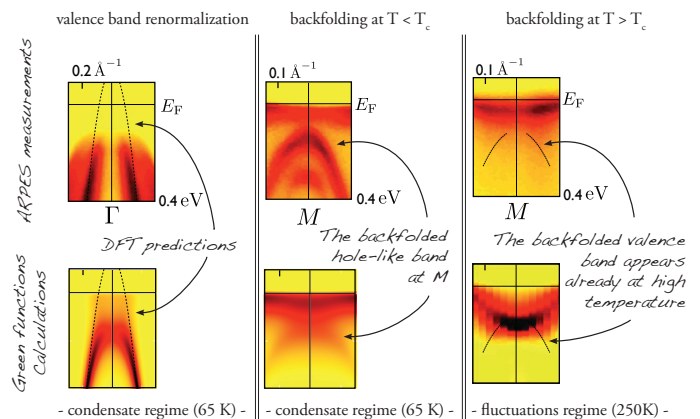 valence band renormalization
backfolding at T < Tc
backfolding at T > Tc
ARPES measurements
0.2 Å−1
EF
0.4 eV
Γ
0.1 Å−1
EF
0.4 eV
M
0.1 Å−1
EF
0.4 eV
M
DFT predictions
The backfolded
hole-like band
at M
The backfolded valence
band appears
already at high
temperature
Green functions
Calculations
- condensate regime (65 K) -
- condensate regime (65 K) -
- fluctuations regime (250K) -